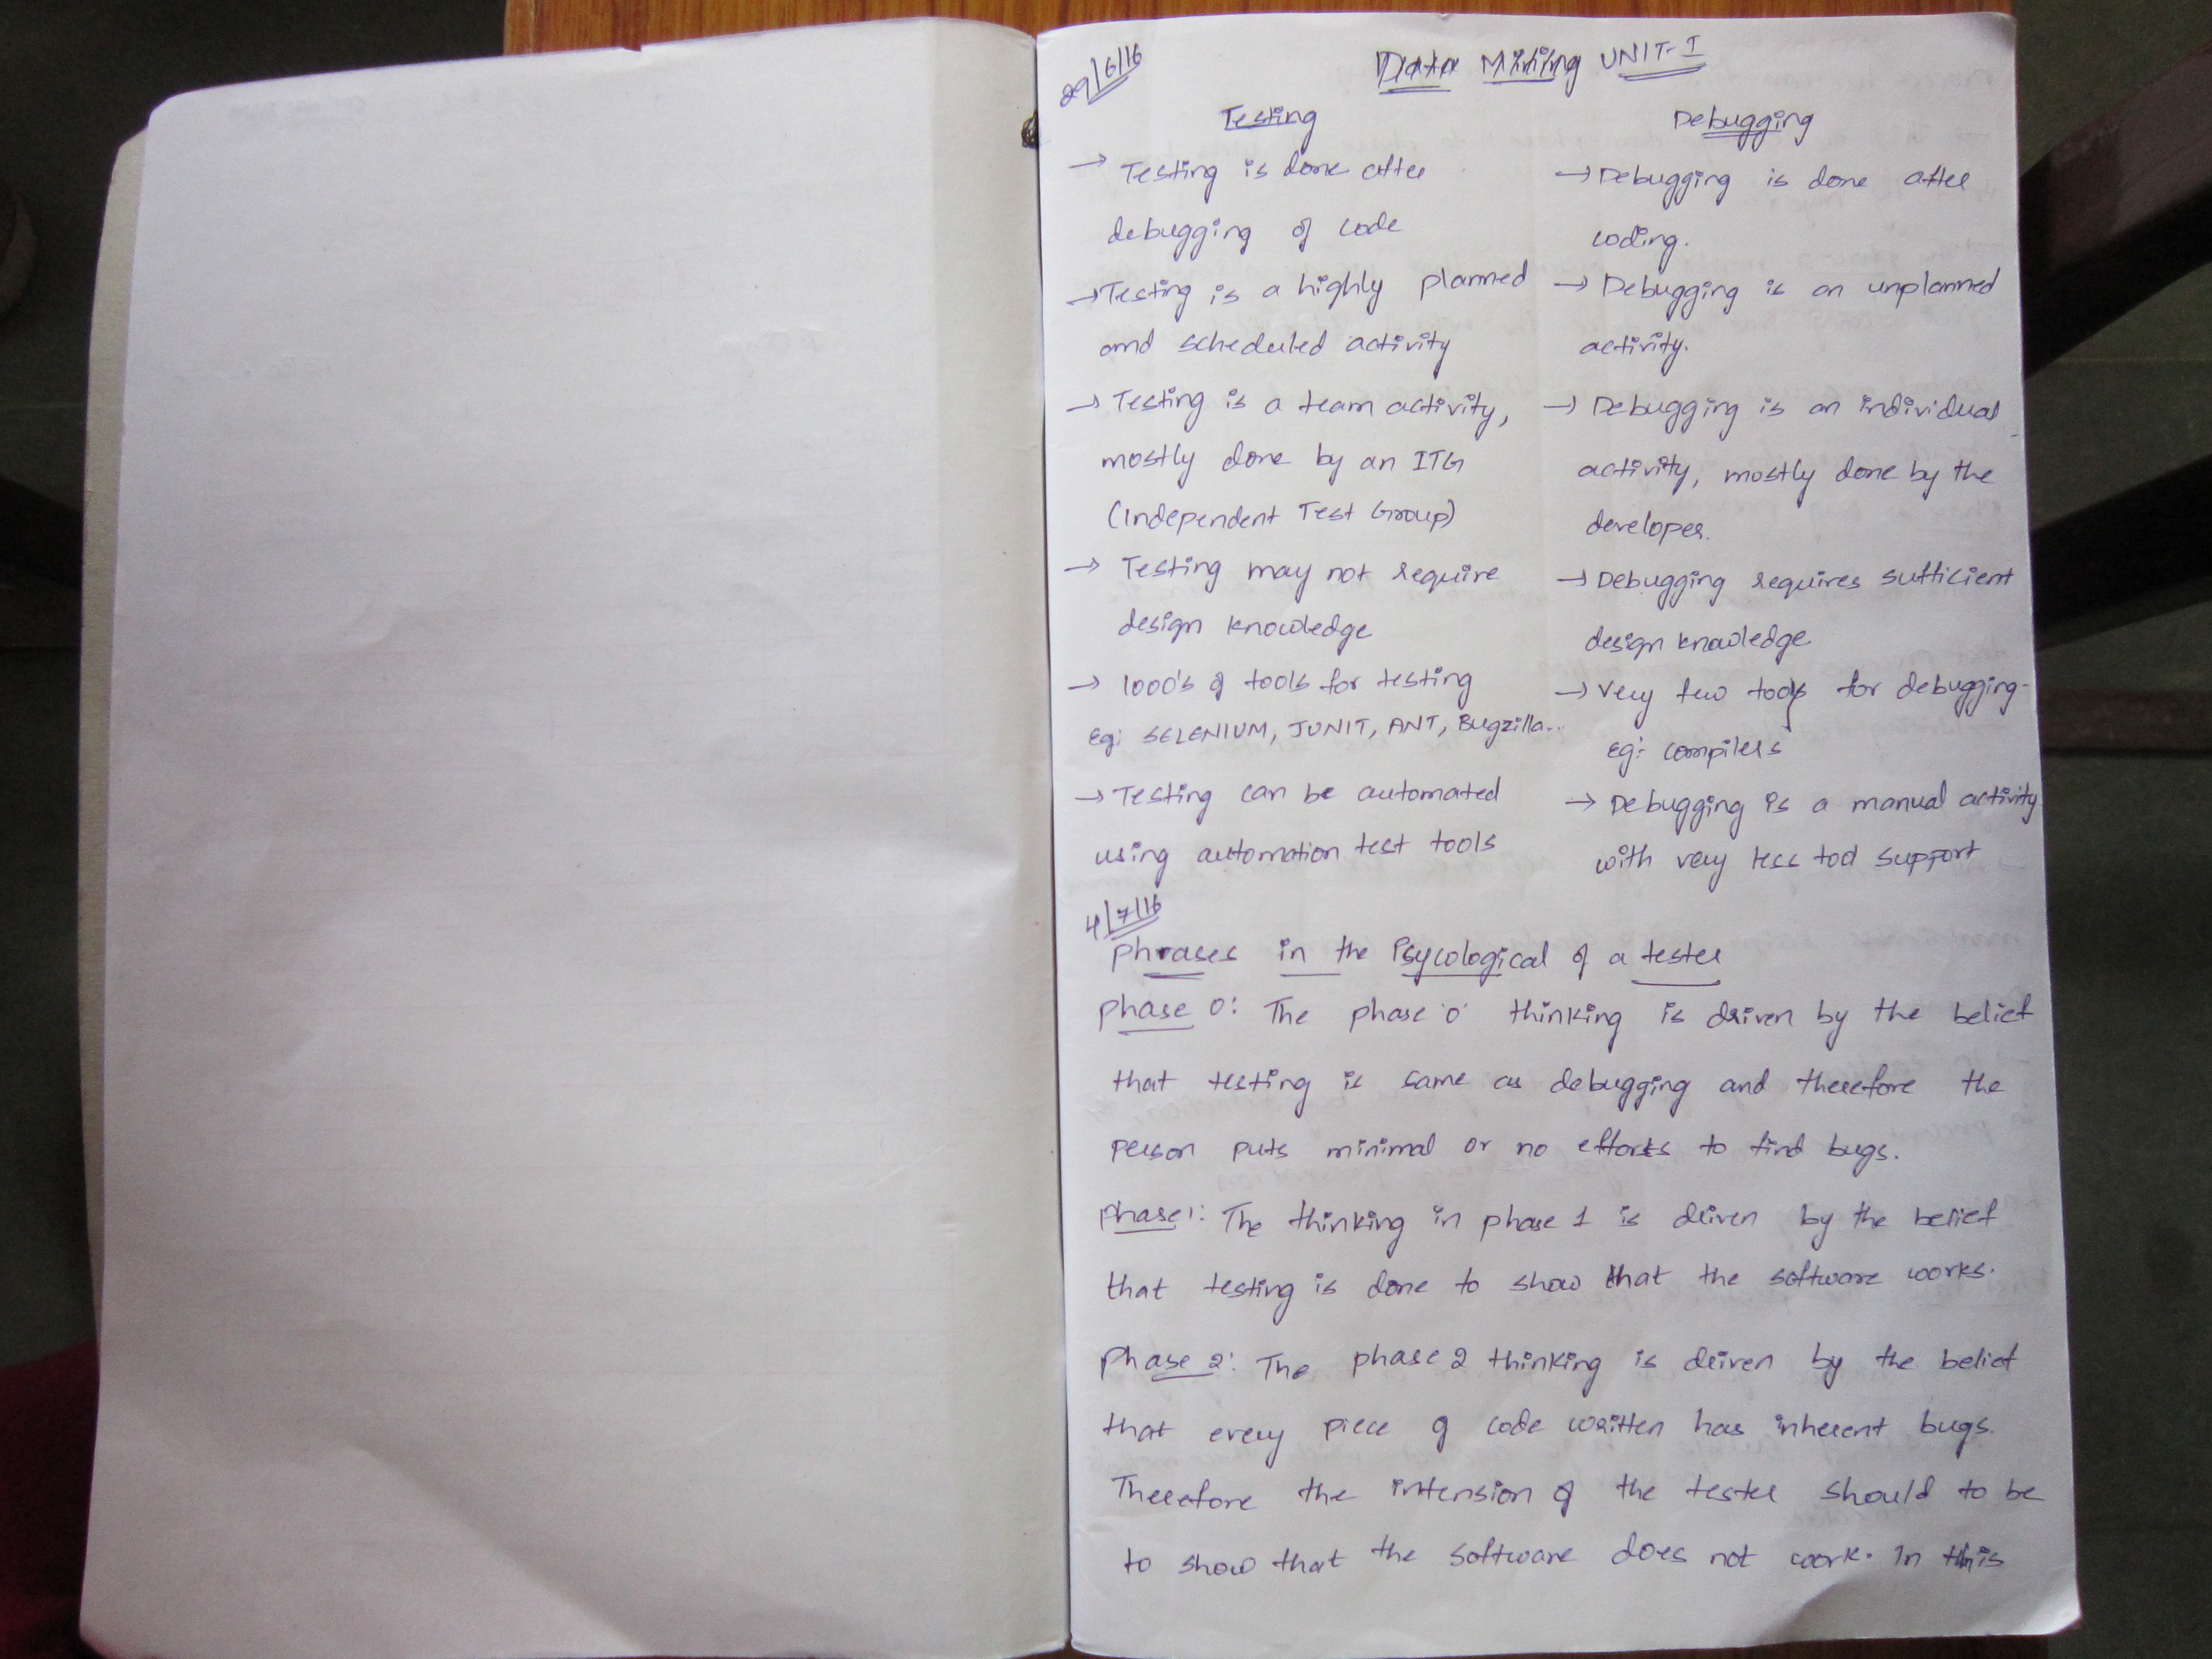 Data Mining UNIT-I
Testing Debugging
→ Testing is done after → Debugging is done after
debugging of code coding.
→ Testing is a highly planned → Debugging is an unplanned
and scheduled activity activity.
→ Testing is a team activity, → Debugging is an individual
mostly done by an ITG activity, mostly done by the
(independent Test Group) developer.
→ Testing may not require → Debugging requires sufficient
design knowledge design knowledge.
→ 1000's of tools for testing → Very few tools for debugging.
eg: SELENIUM, JUNIT, ANT, Bugzilla... eg: compilers
→ Testing can be automated → Debugging is a manual activity
using automation test tools with very less tool support
4/7/16
Phrases in the Psycological of a tester
Phase 0: The phase '0' thinking is driven by the belief
that testing is same as debugging and therefore the
person puts minimal or no efforts to find bugs.
Phase 1: The thinking in phase 1 is driven by the belief
that testing is done to show that the software works.
Phase 2: The phase 2 thinking is driven by the belief
that every piece of code written has inherent bugs.
Therefore the intension of the tester should to be
to show that the software does not work. In this